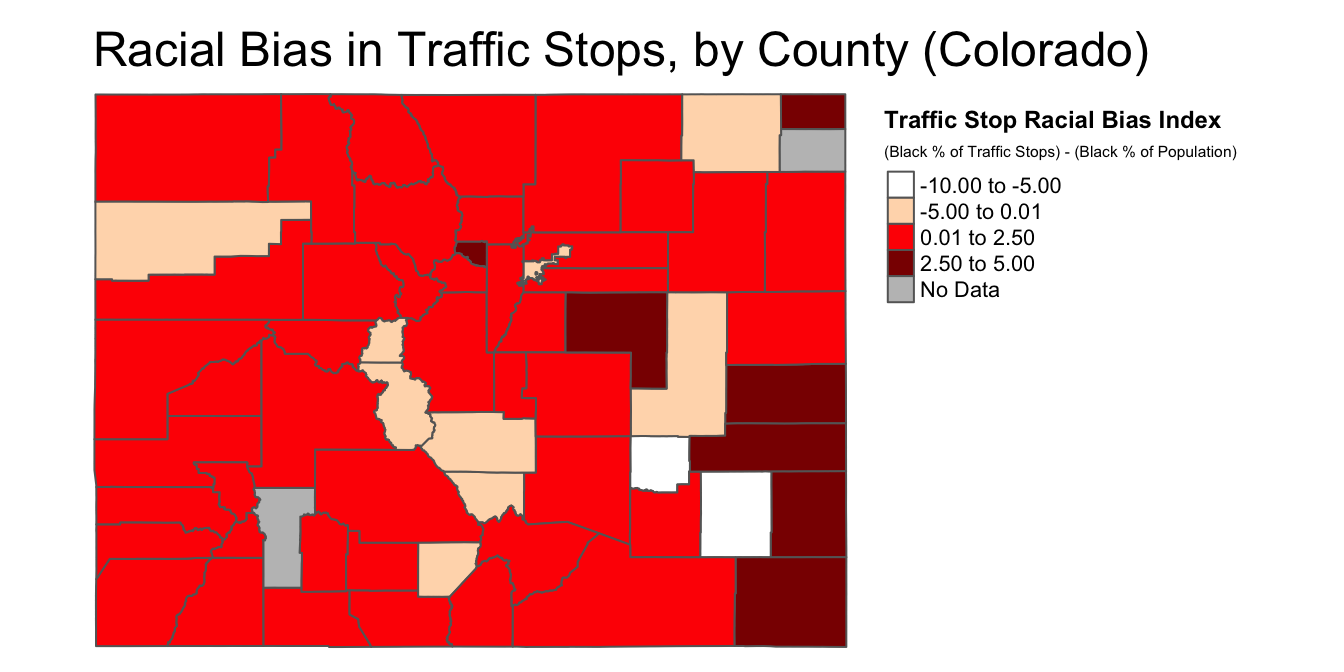 Racial Bias in Traffic Stops, by County (Colorado)
Traffic Stop Racial Bias Index
(Black % of Traffic Stops) - (Black % of Population)
-10.00 to -5.00
-5.00 to 0.01
0.01 to 2.50
2.50 to 5.00
No Data